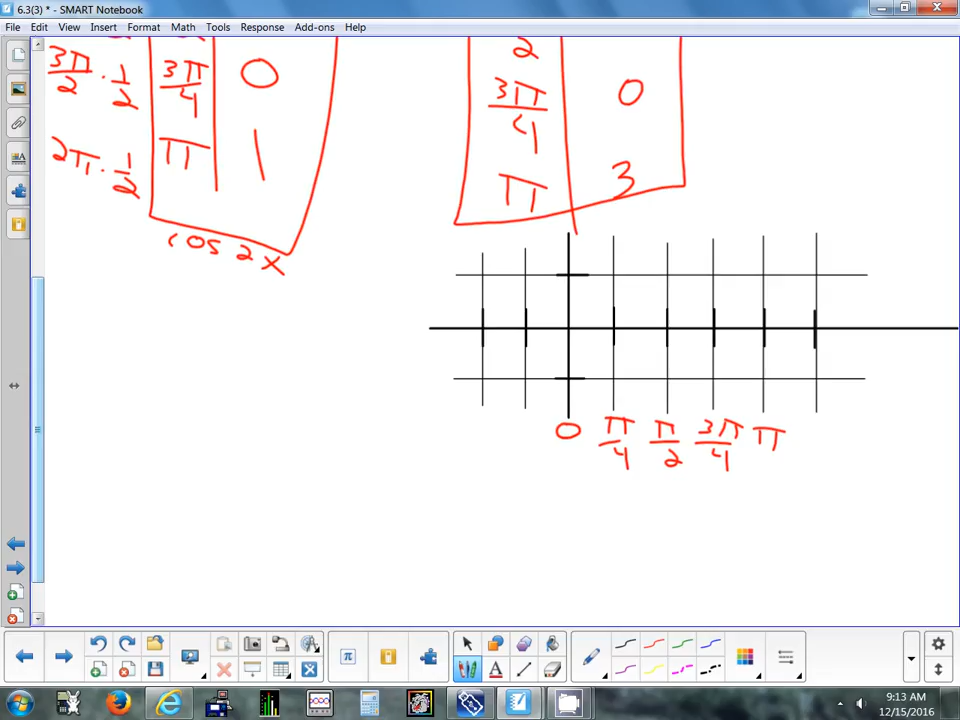 6.3(3) * - SMART Notebook
File Edit View Insert Format Math Tools Response Add-ons Help
2
3π/2 · 1/2 3π/4 0
3π/4 0
2π · 1/2 π 1
π 3
cos 2x
0 π/4 π/2 3π/4 π
π A
9:13 AM
12/15/2016